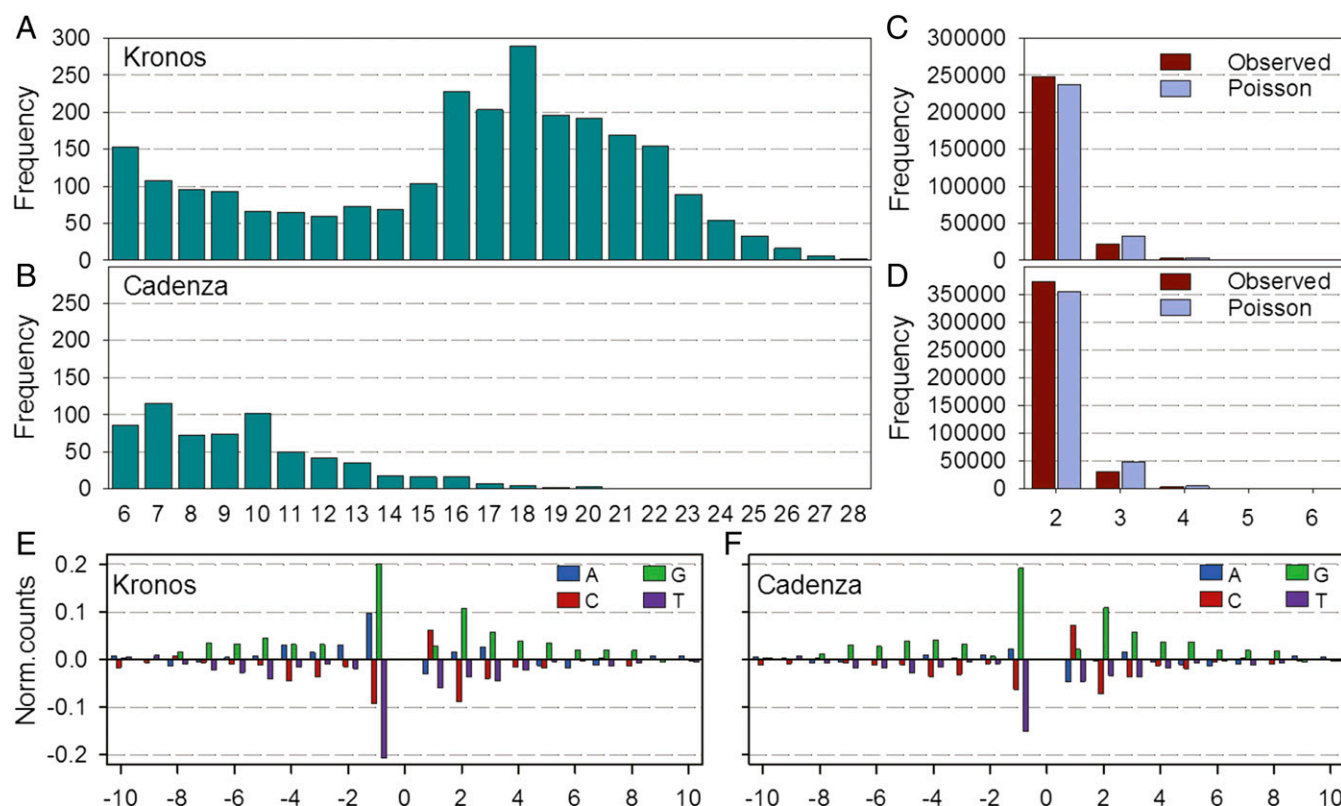 A
Kronos
Frequency
300
250
200
150
100
50
0
B
Cadenza
Frequency
250
200
150
100
50
0
6 7 8 9 10 11 12 13 14 15 16 17 18 19 20 21 22 23 24 25 26 27 28
C
Observed
Poisson
Frequency
300000
250000
200000
150000
100000
50000
0
D
Observed
Poisson
Frequency
350000
300000
250000
200000
150000
100000
50000
0
2 3 4 5 6
E
Kronos
A G
C T
Norm.counts
0.2
0.1
0.0
-0.1
-0.2
-10 -8 -6 -4 -2 0 2 4 6 8 10
F
Cadenza
A G
C T
-10 -8 -6 -4 -2 0 2 4 6 8 10